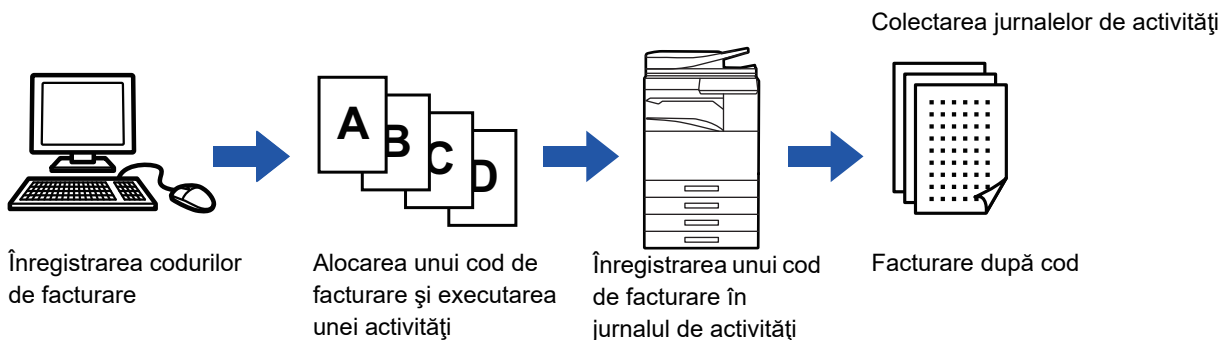 Colectarea jurnalelor de activităţi
A
B
C
D
Înregistrarea codurilor
de facturare
Alocarea unui cod de
facturare şi executarea
unei activităţi
Înregistrarea unui cod
de facturare în
jurnalul de activităţi
Facturare după cod